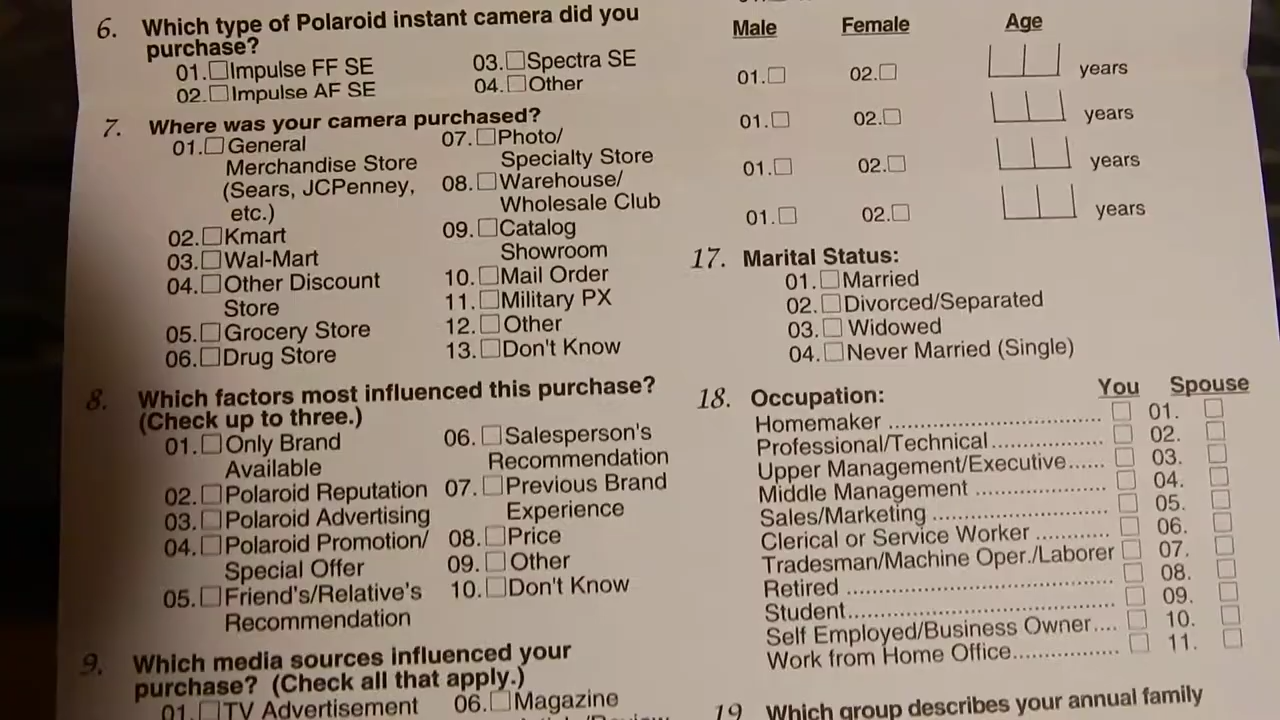 6. Which type of Polaroid instant camera did you
purchase?
01. Impulse FF SE
02. Impulse AF SE
03. Spectra SE
04. Other
7. Where was your camera purchased?
01. General
Merchandise Store
(Sears, JCPenney,
etc.)
02. Kmart
03. Wal-Mart
04. Other Discount
Store
05. Grocery Store
06. Drug Store
07. Photo/
Specialty Store
08. Warehouse/
Wholesale Club
09. Catalog
Showroom
10. Mail Order
11. Military PX
12. Other
13. Don't Know
8. Which factors most influenced this purchase?
(Check up to three.)
01. Only Brand
Available
02. Polaroid Reputation
03. Polaroid Advertising
04. Polaroid Promotion/
Special Offer
05. Friend's/Relative's
Recommendation
06. Salesperson's
Recommendation
07. Previous Brand
Experience
08. Price
09. Other
10. Don't Know
9. Which media sources influenced your
purchase? (Check all that apply.)
01. TV Advertisement
06. Magazine
Male Female Age
01. 02. years
01. 02. years
01. 02. years
01. 02. years
17. Marital Status:
01. Married
02. Divorced/Separated
03. Widowed
04. Never Married (Single)
18. Occupation: You Spouse
Homemaker 01.
Professional/Technical 02.
Upper Management/Executive 03.
Middle Management 04.
Sales/Marketing 05.
Clerical or Service Worker 06.
Tradesman/Machine Oper./Laborer 07.
Retired 08.
Student 09.
Self Employed/Business Owner 10.
Work from Home Office 11.
19 Which group describes your annual family